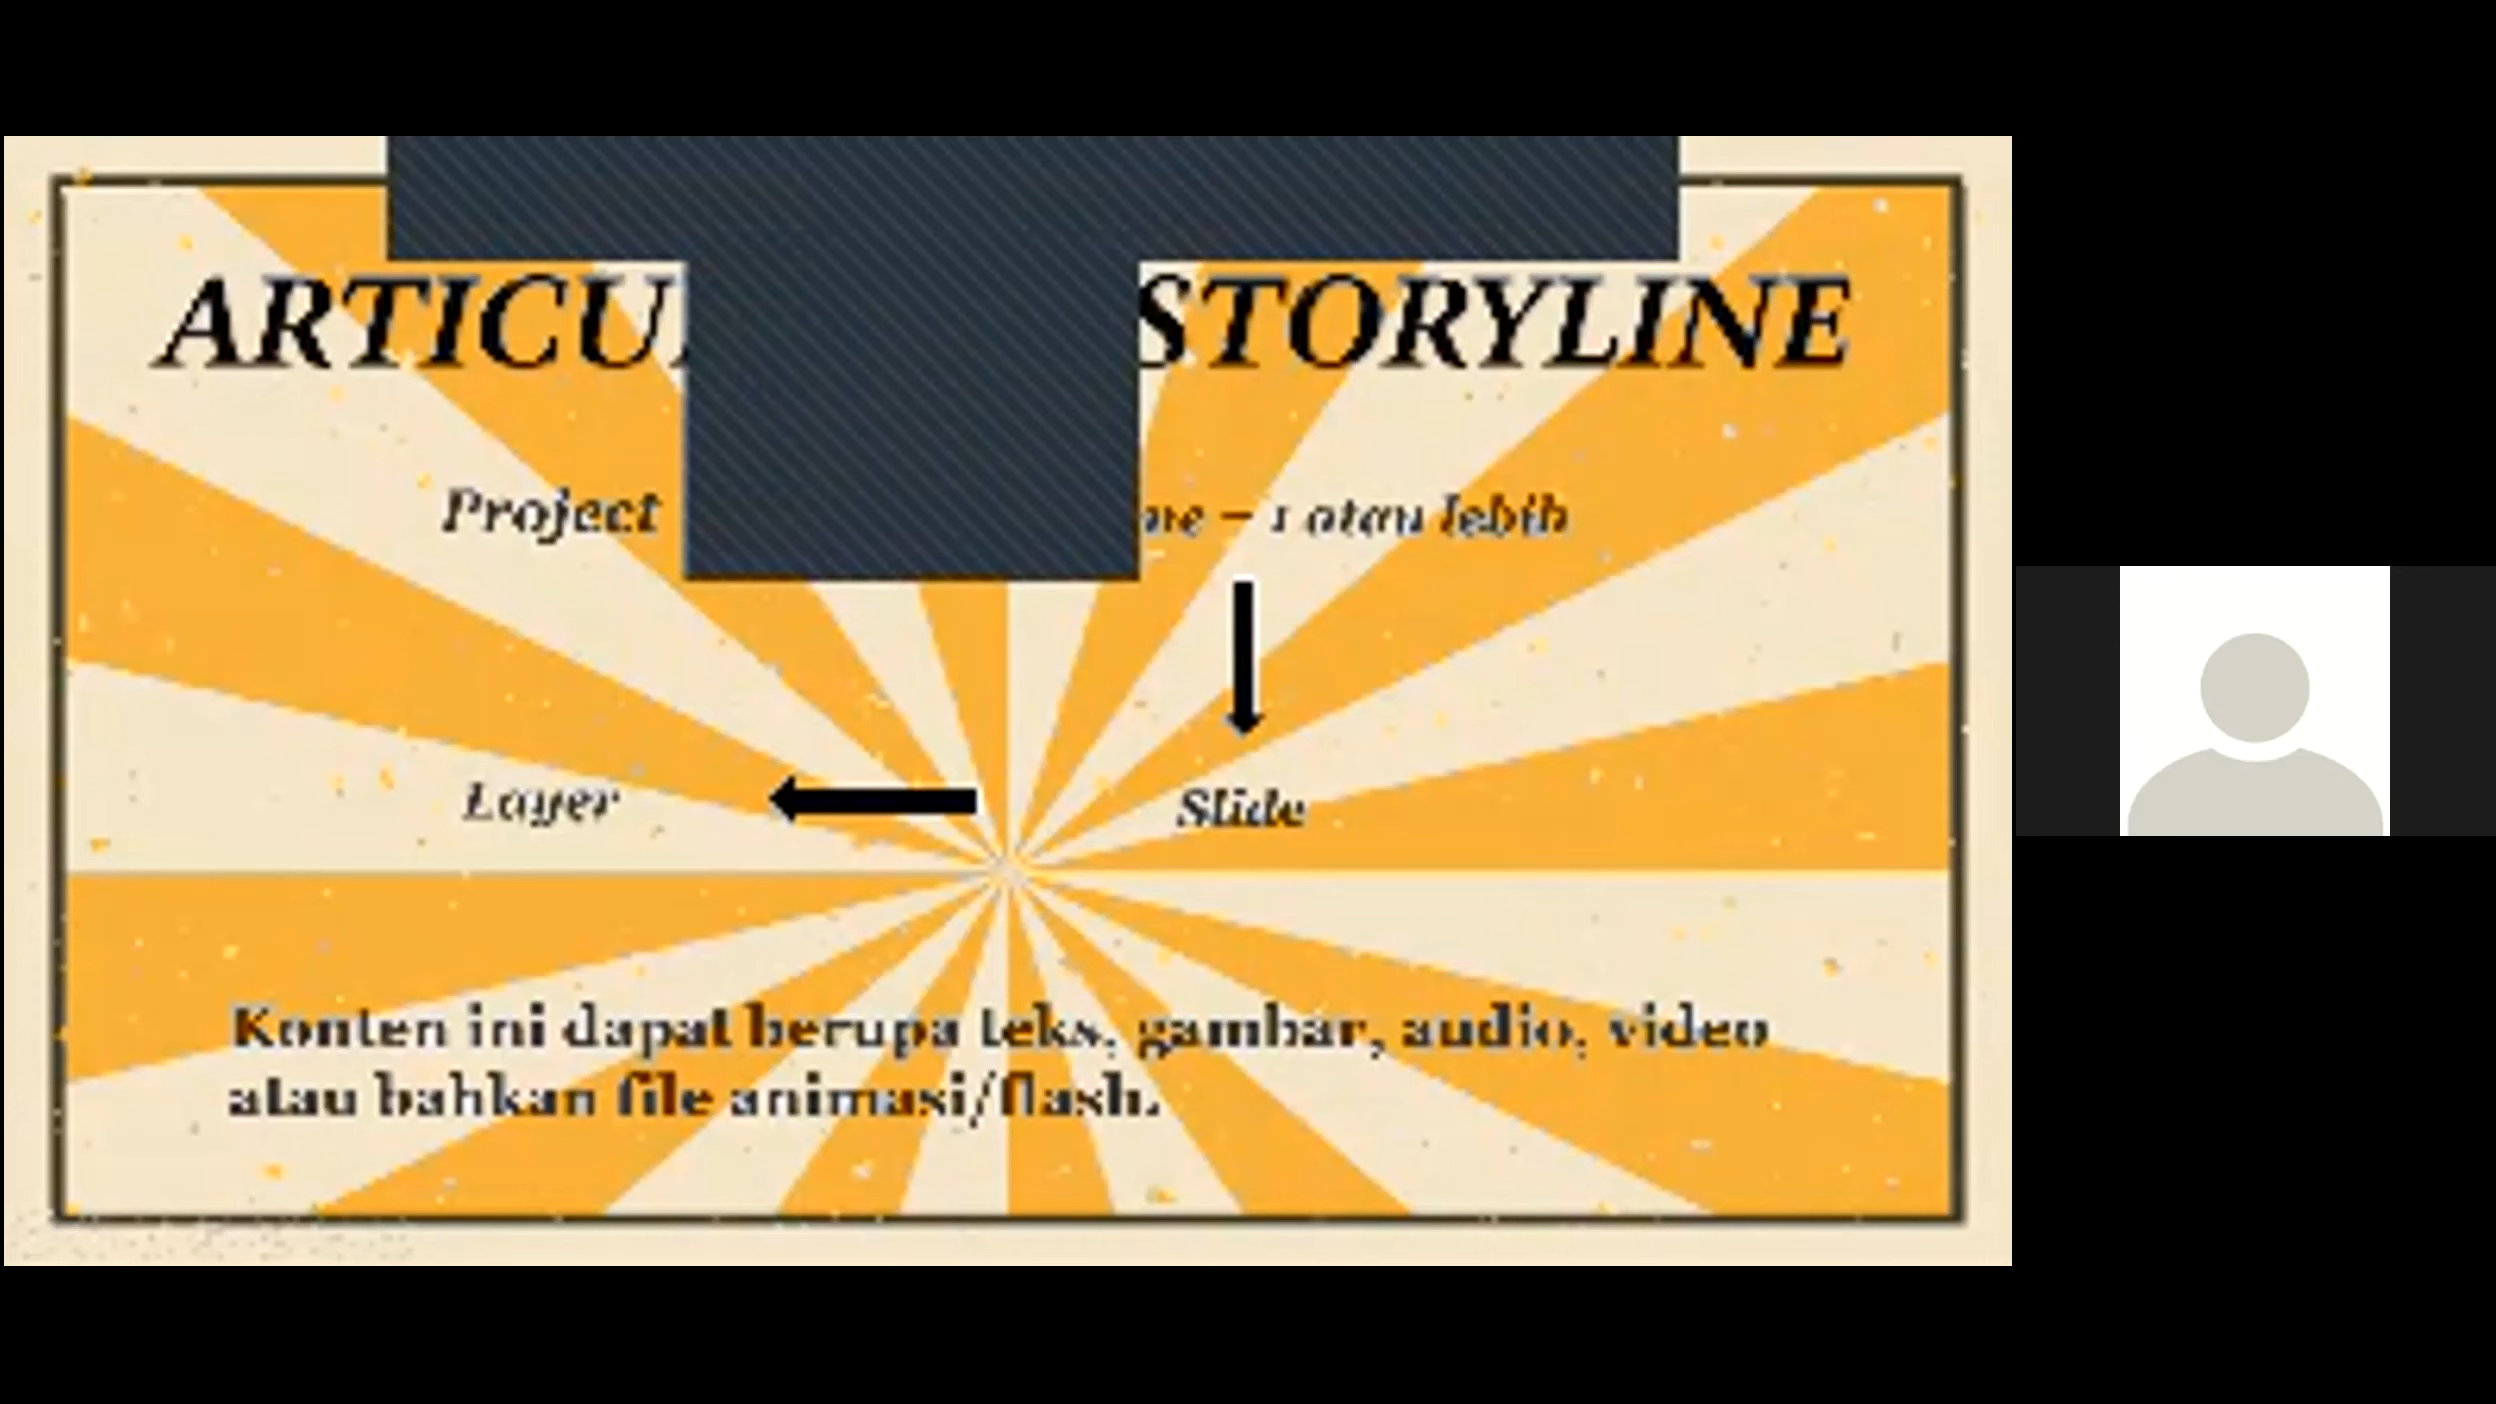 ARTICU STORYLINE
Project ne – 1 atau lebih
Layer Slide
Konten ini dapat berupa teks, gambar, audio, video
atau bahkan file animasi/flash.